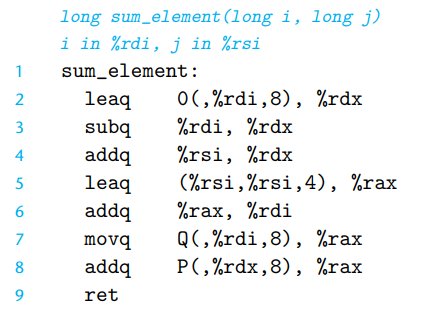 long sum_element(long i, long j)
i in %rdi, j in %rsi
1 sum_element:
2 leaq 0(,%rdi,8), %rdx
3 subq %rdi, %rdx
4 addq %rsi, %rdx
5 leaq (%rsi,%rsi,4), %rax
6 addq %rax, %rdi
7 movq Q(,%rdi,8), %rax
8 addq P(,%rdx,8), %rax
9 ret